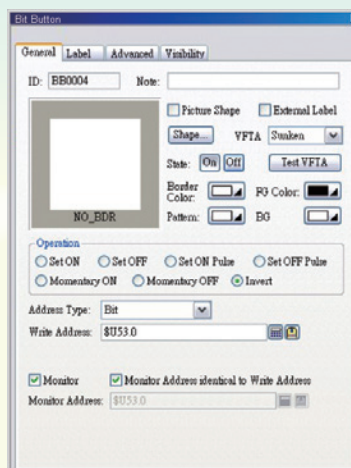 Bit Button
General Label Advanced Visibility
ID: BB0004 Note:
Picture Shape External Label
Shape... VFTA Sunken
State: On Off Test VFTA
Border Color: FG Color:
NO_BDR Pattern: BG
Operation
Set ON Set OFF Set ON Pulse Set OFF Pulse
Momentary ON Momentary OFF Invert
Address Type: Bit
Write Address: $U53.0
Monitor Monitor Address identical to Write Address
Monitor Address: $U53.0